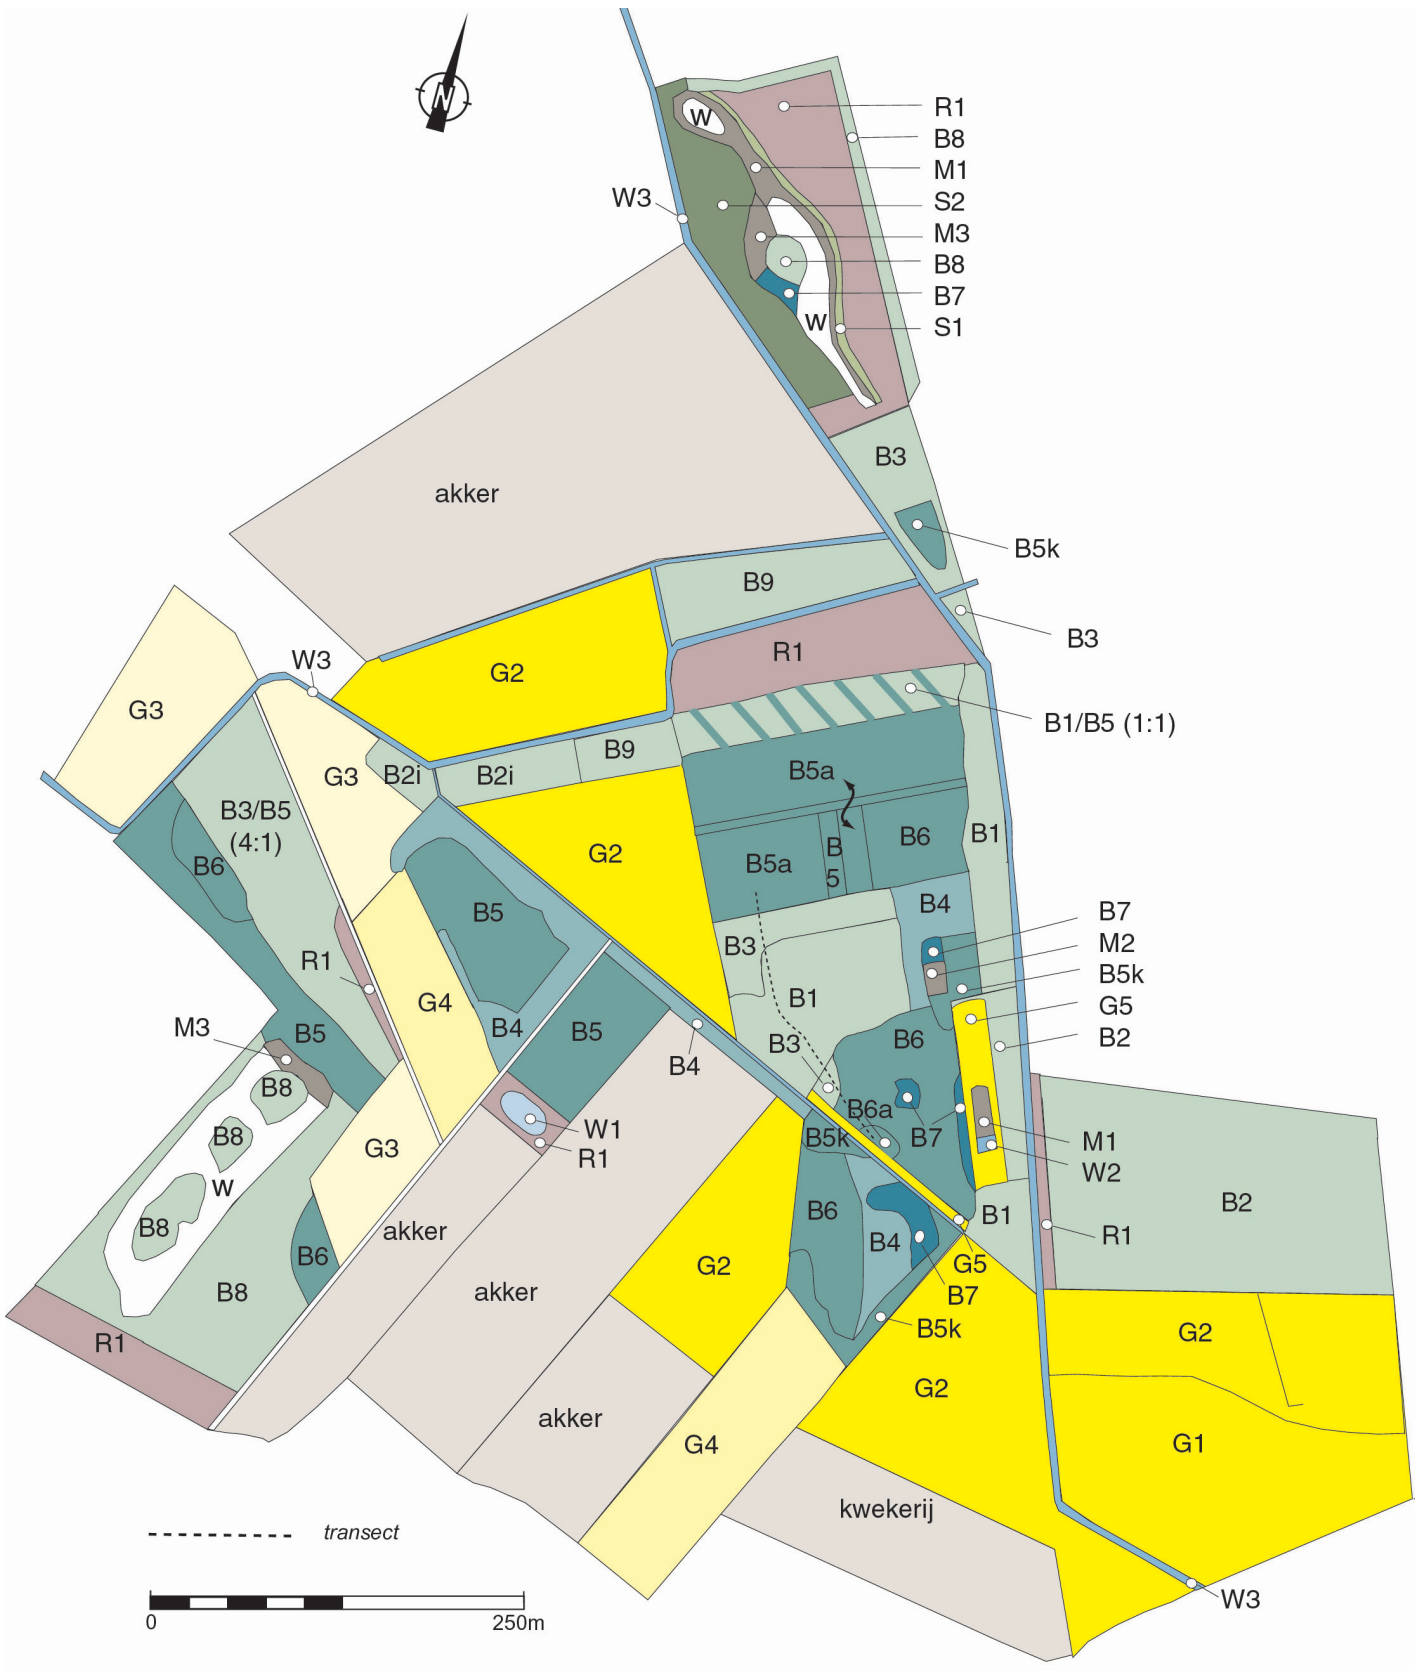 N
W
R1
B8
M1
W3
S2
M3
B8
B7
W
S1
B3
akker
B5k
B9
B3
R1
W3
G2
G3
B1/B5 (1:1)
B9
B2i
B2i
G3
B5a
B3/B5
(4:1)
B6
B1
B
5
G2
B5a
B6
B4
B7
B5
B3
M2
R1
B5k
B1
G4
G5
M3
B5
B4
B5
B6
B2
B3
B4
B8
B6a
W1
B8
B5k
B7
M1
G3
R1
W2
W
B2
B6
B1
B8
akker
R1
B4
B6
G2
G5
B8
akker
B7
B5k
G2
R1
G2
akker
G1
G4
kwekerij
transect
W3
0
250m